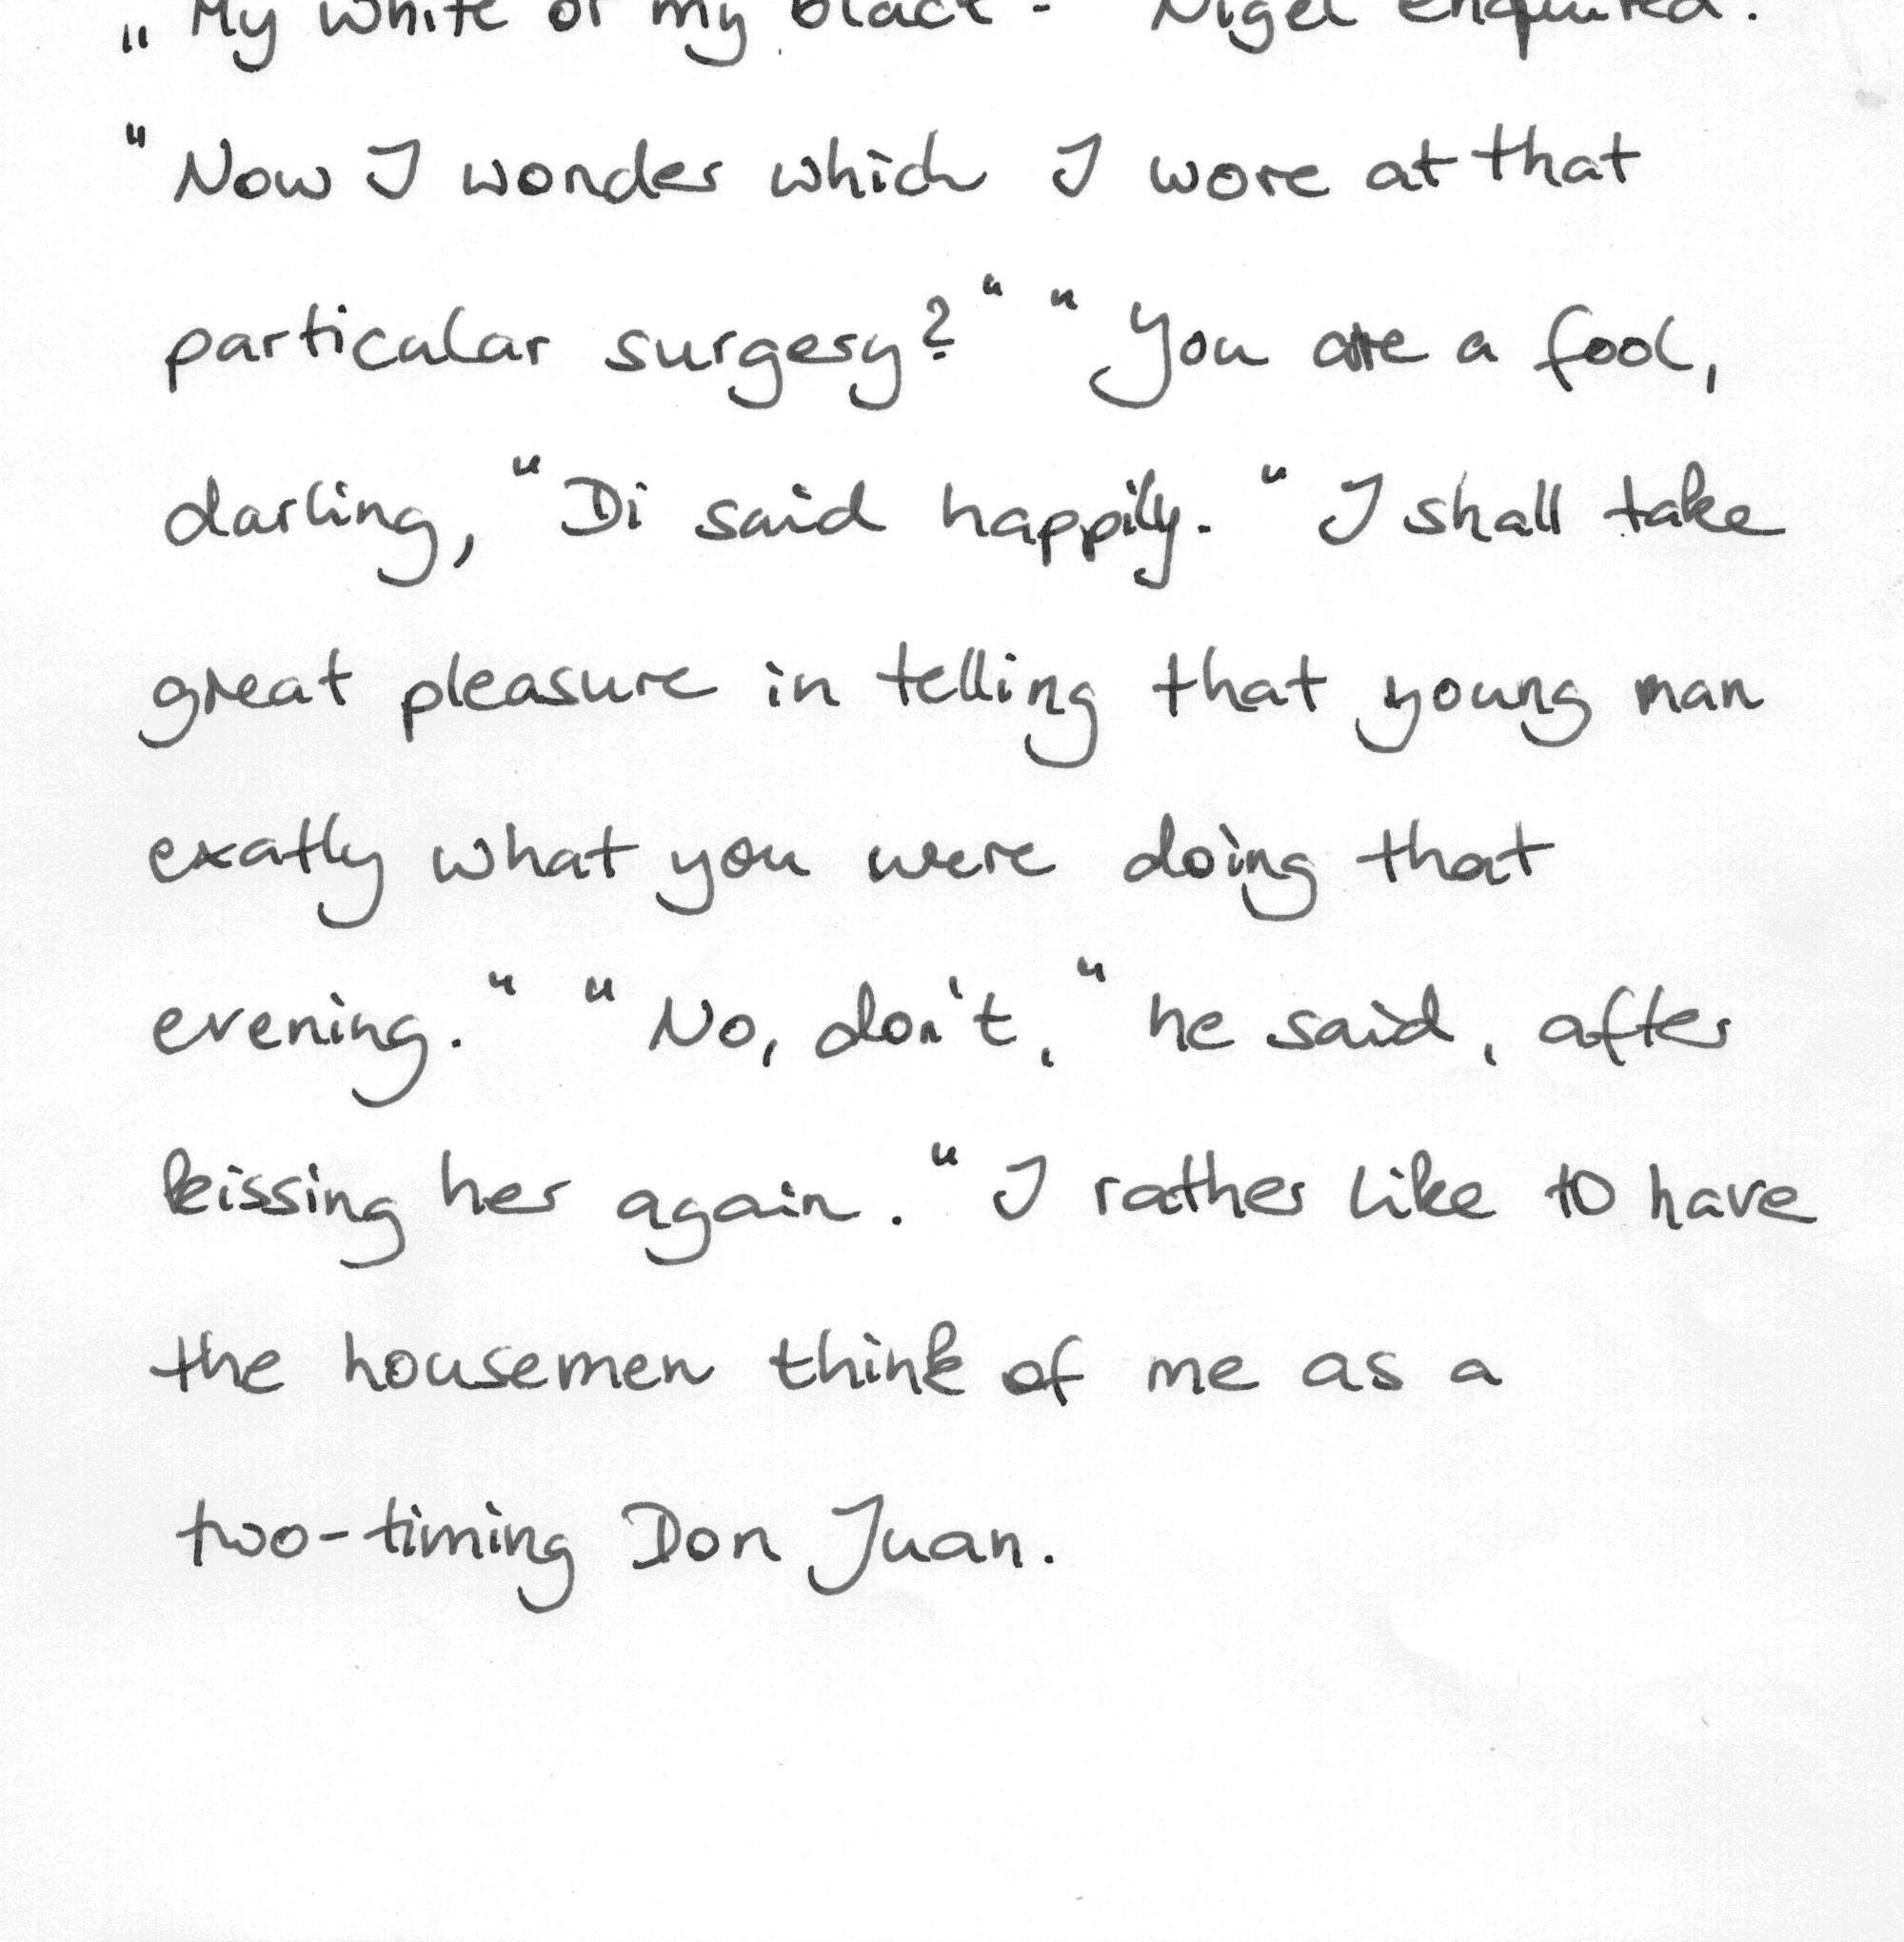 „My white or my black - Nigel enquired.
"Now I wonder which I wore at that
particular surgery?" "You are a fool,
darling," Di said happily. "I shall take
great pleasure in telling that young man
exatly what you were doing that
evening." "No, don't," he said, after
kissing her again. "I rather like to have
the housemen think of me as a
two-timing Don Juan.